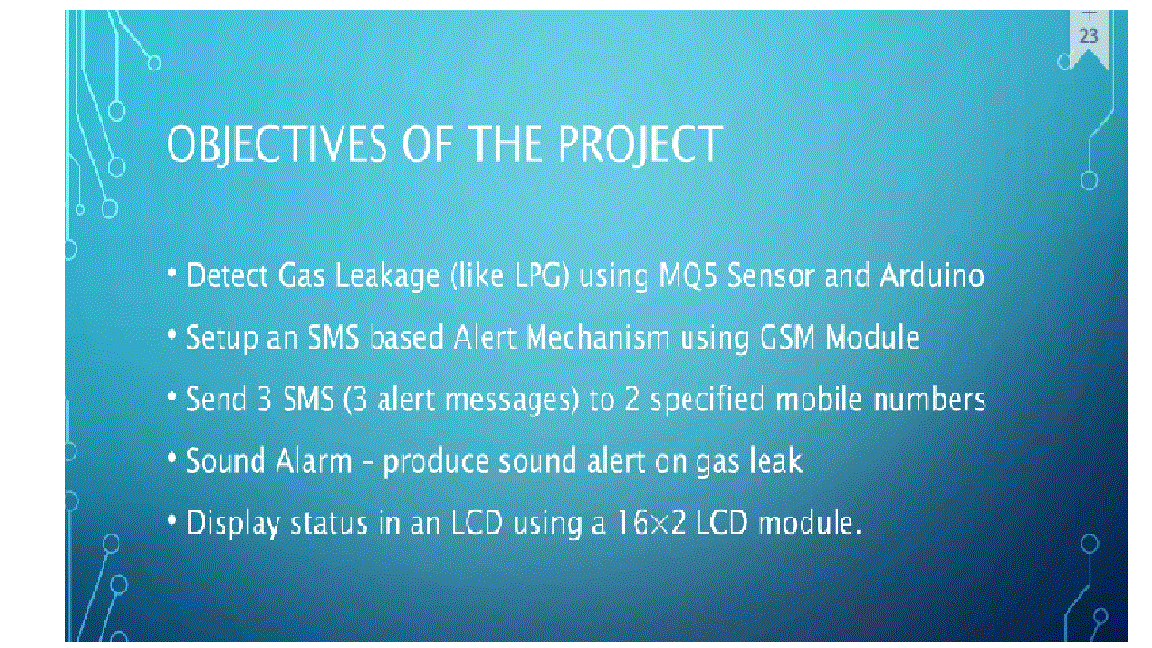 23
OBJECTIVES OF THE PROJECT
• Detect Gas Leakage (like LPG) using MQ5 Sensor and Arduino
• Setup an SMS based Alert Mechanism using GSM Module
• Send 3 SMS (3 alert messages) to 2 specified mobile numbers
• Sound Alarm – produce sound alert on gas leak
• Display status in an LCD using a 16×2 LCD module.